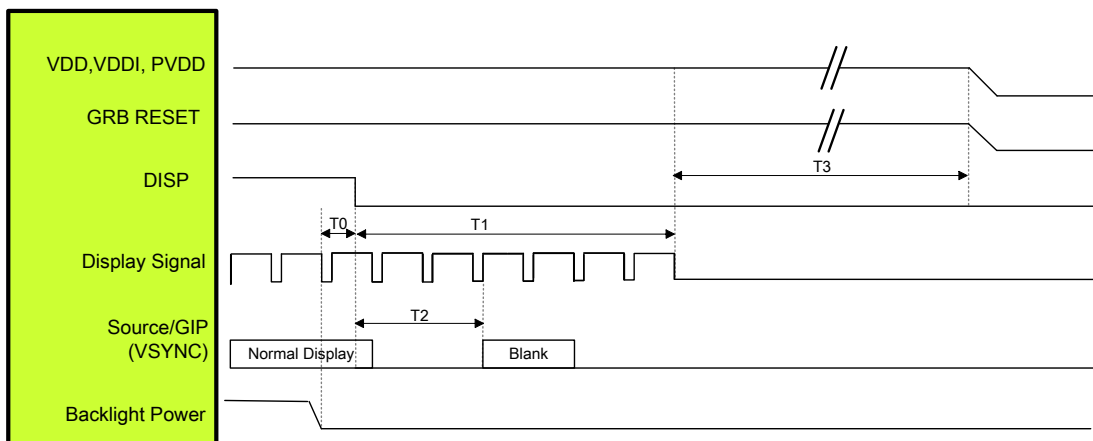 VDD,VDDI, PVDD
GRB RESET
T3
DISP
T0
T1
Display Signal
T2
Source/GIP
(VSYNC)
Normal Display
Blank
Backlight Power